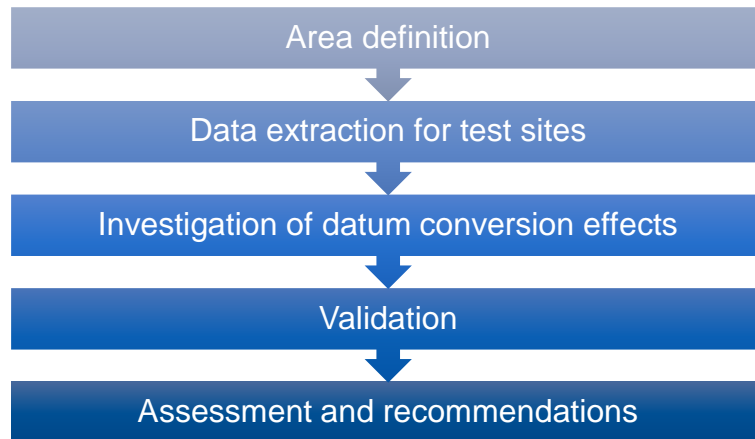 Area definition
Data extraction for test sites
Investigation of datum conversion effects
Validation
Assessment and recommendations